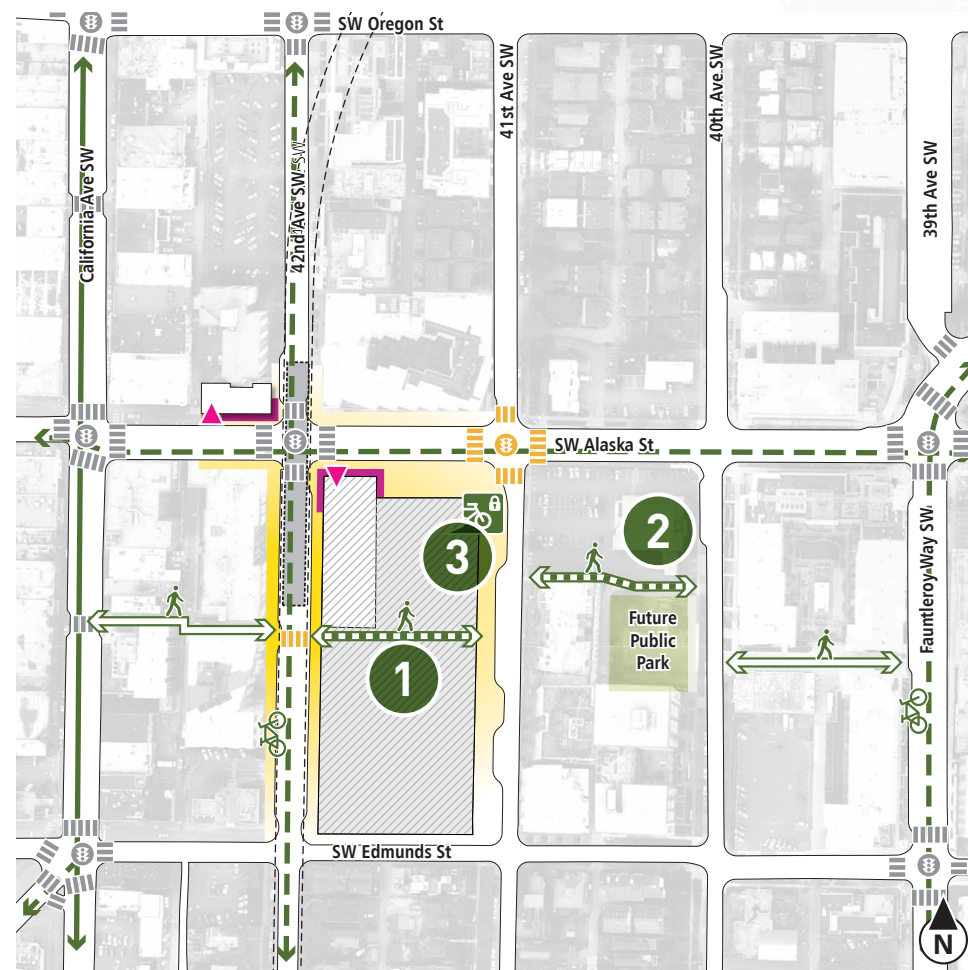 SW Oregon St
41st Ave SW
40th Ave SW
39th Ave SW
California Ave SW
42nd Ave SW
SW Alaska St
2
3
Fauntleroy Way SW
Future
Public
Park
1
SW Edmunds St
N